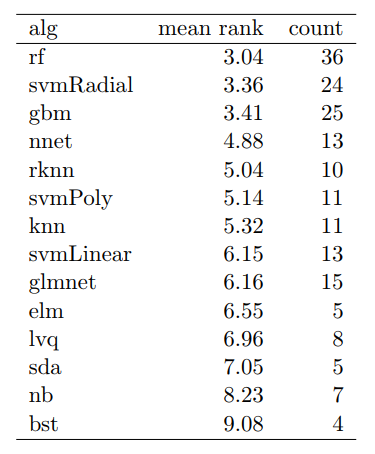 alg mean rank count
rf 3.04 36
svmRadial 3.36 24
gbm 3.41 25
nnet 4.88 13
rknn 5.04 10
svmPoly 5.14 11
knn 5.32 11
svmLinear 6.15 13
glmnet 6.16 15
elm 6.55 5
lvq 6.96 8
sda 7.05 5
nb 8.23 7
bst 9.08 4